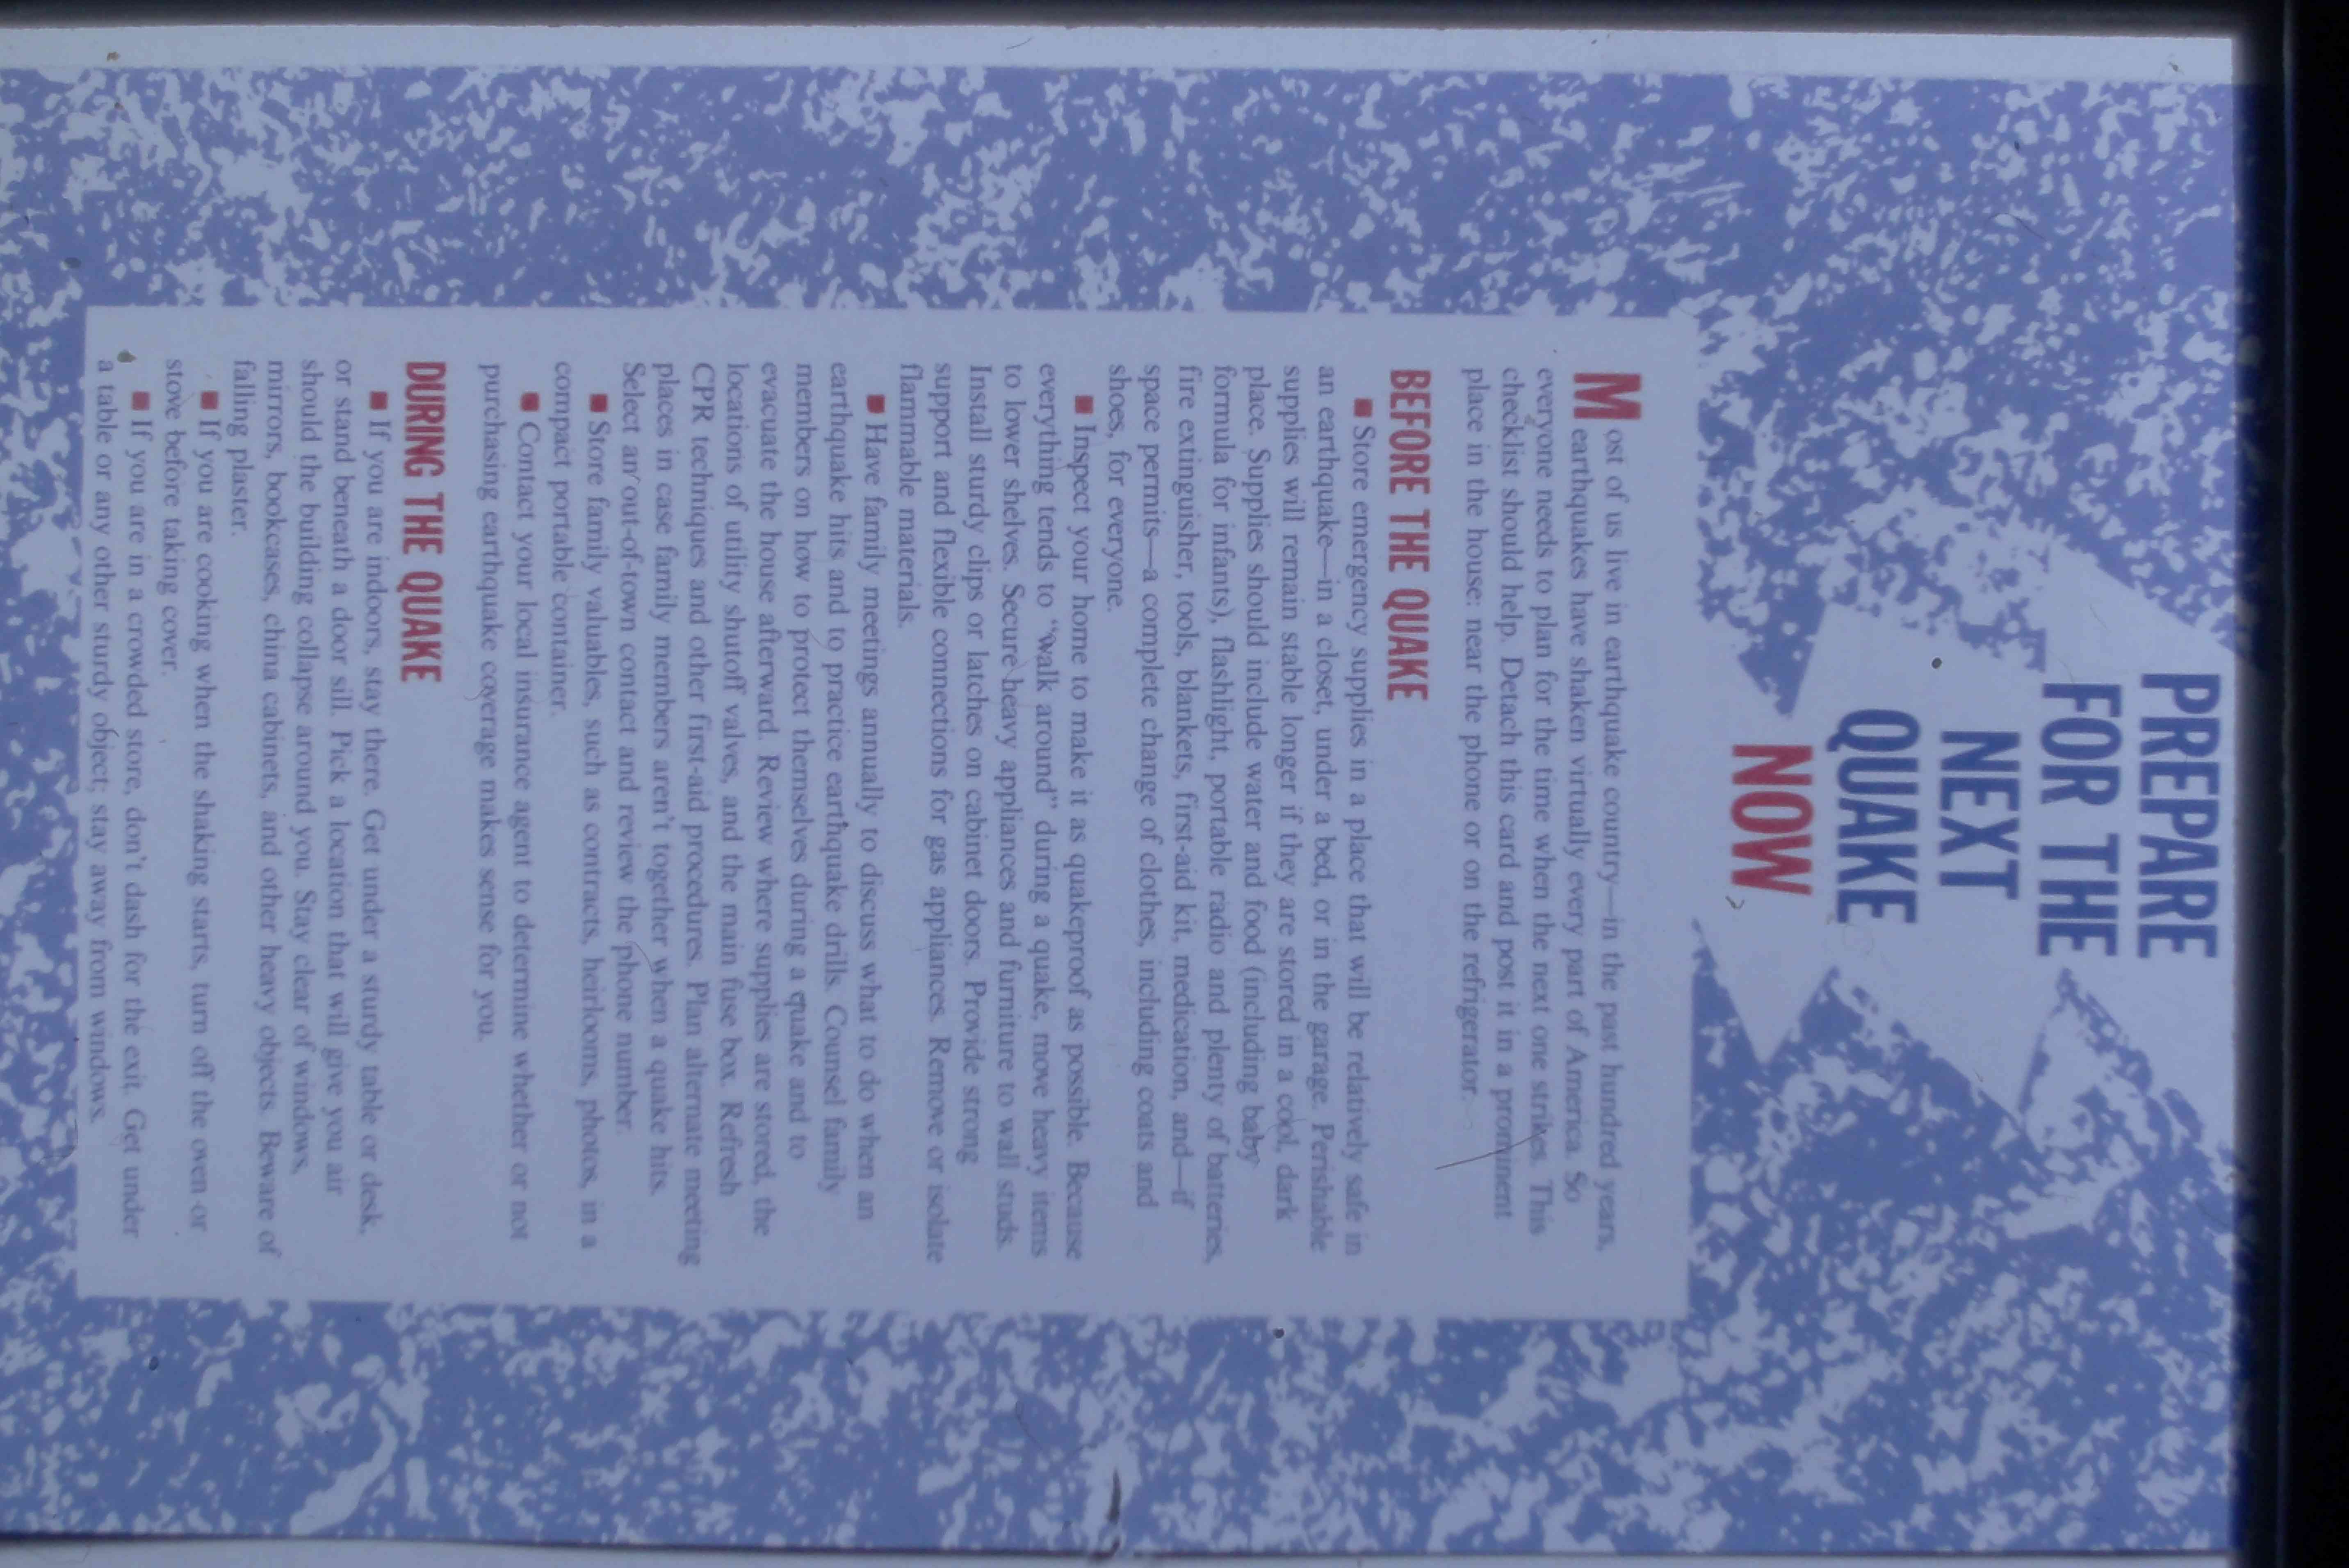 PREPARE
FOR THE
NEXT
QUAKE
NOW
Most of us live in earthquake country—in the past hundred years,
earthquakes have shaken virtually every part of America. So
everyone needs to plan for the time when the next one strikes. This
checklist should help. Detach this card and post it in a prominent
place in the house: near the phone or on the refrigerator.
BEFORE THE QUAKE
■ Store emergency supplies in a place that will be relatively safe in
an earthquake—in a closet, under a bed, or in the garage. Perishable
supplies will remain stable longer if they are stored in a cool, dark
place. Supplies should include water and food (including baby
formula for infants), flashlight, portable radio and plenty of batteries,
fire extinguisher, tools, blankets, first-aid kit, medication, and—if
space permits—a complete change of clothes, including coats and
shoes, for everyone.
■ Inspect your home to make it as quakeproof as possible. Because
everything tends to “walk around” during a quake, move heavy items
to lower shelves. Secure heavy appliances and furniture to wall studs.
Install sturdy clips or latches on cabinet doors. Provide strong
support and flexible connections for gas appliances. Remove or isolate
flammable materials.
■ Have family meetings annually to discuss what to do when an
earthquake hits and to practice earthquake drills. Counsel family
members on how to protect themselves during a quake and to
evacuate the house afterward. Review where supplies are stored, the
locations of utility shutoff valves, and the main fuse box. Refresh
CPR techniques and other first-aid procedures. Plan alternate meeting
places in case family members aren't together when a quake hits.
Select an out-of-town contact and review the phone number.
■ Store family valuables, such as contracts, heirlooms, photos, in a
compact portable container.
■ Contact your local insurance agent to determine whether or not
purchasing earthquake coverage makes sense for you.
DURING THE QUAKE
■ If you are indoors, stay there. Get under a sturdy table or desk,
or stand beneath a door sill. Pick a location that will give you air
should the building collapse around you. Stay clear of windows,
mirrors, bookcases, china cabinets, and other heavy objects. Beware of
falling plaster.
■ If you are cooking when the shaking starts, turn off the oven or
stove before taking cover.
■ If you are in a crowded store, don't dash for the exit. Get under
a table or any other sturdy object; stay away from windows.